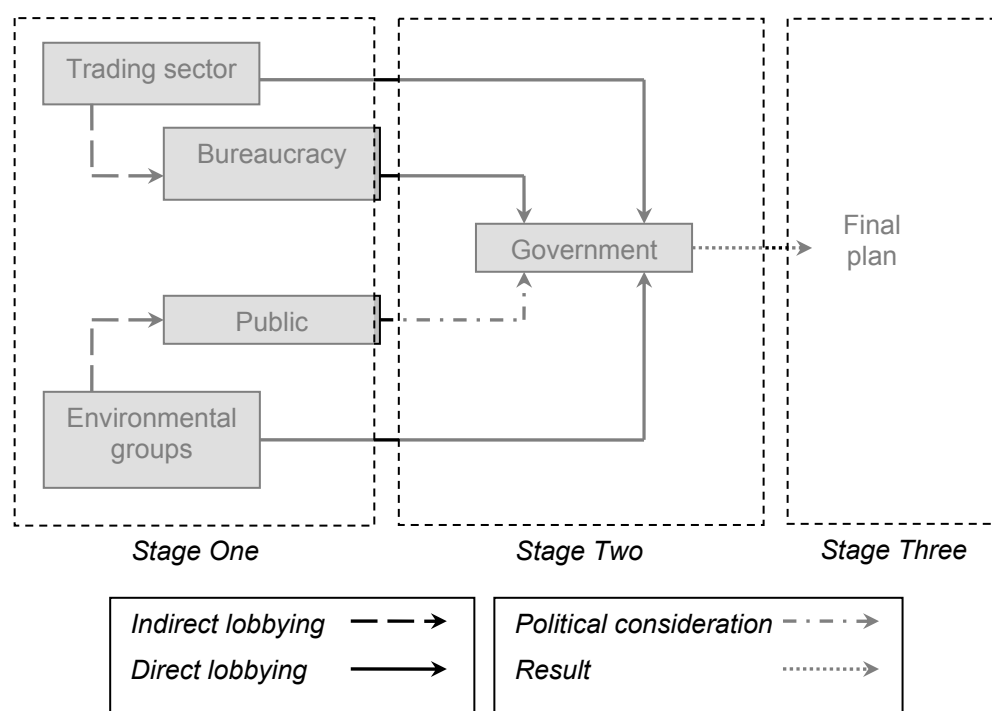 Trading sector
Bureaucracy
Government
Final
plan
Public
Environmental
groups
Stage One
Stage Two
Stage Three
Indirect lobbying
Direct lobbying
Political consideration
Result